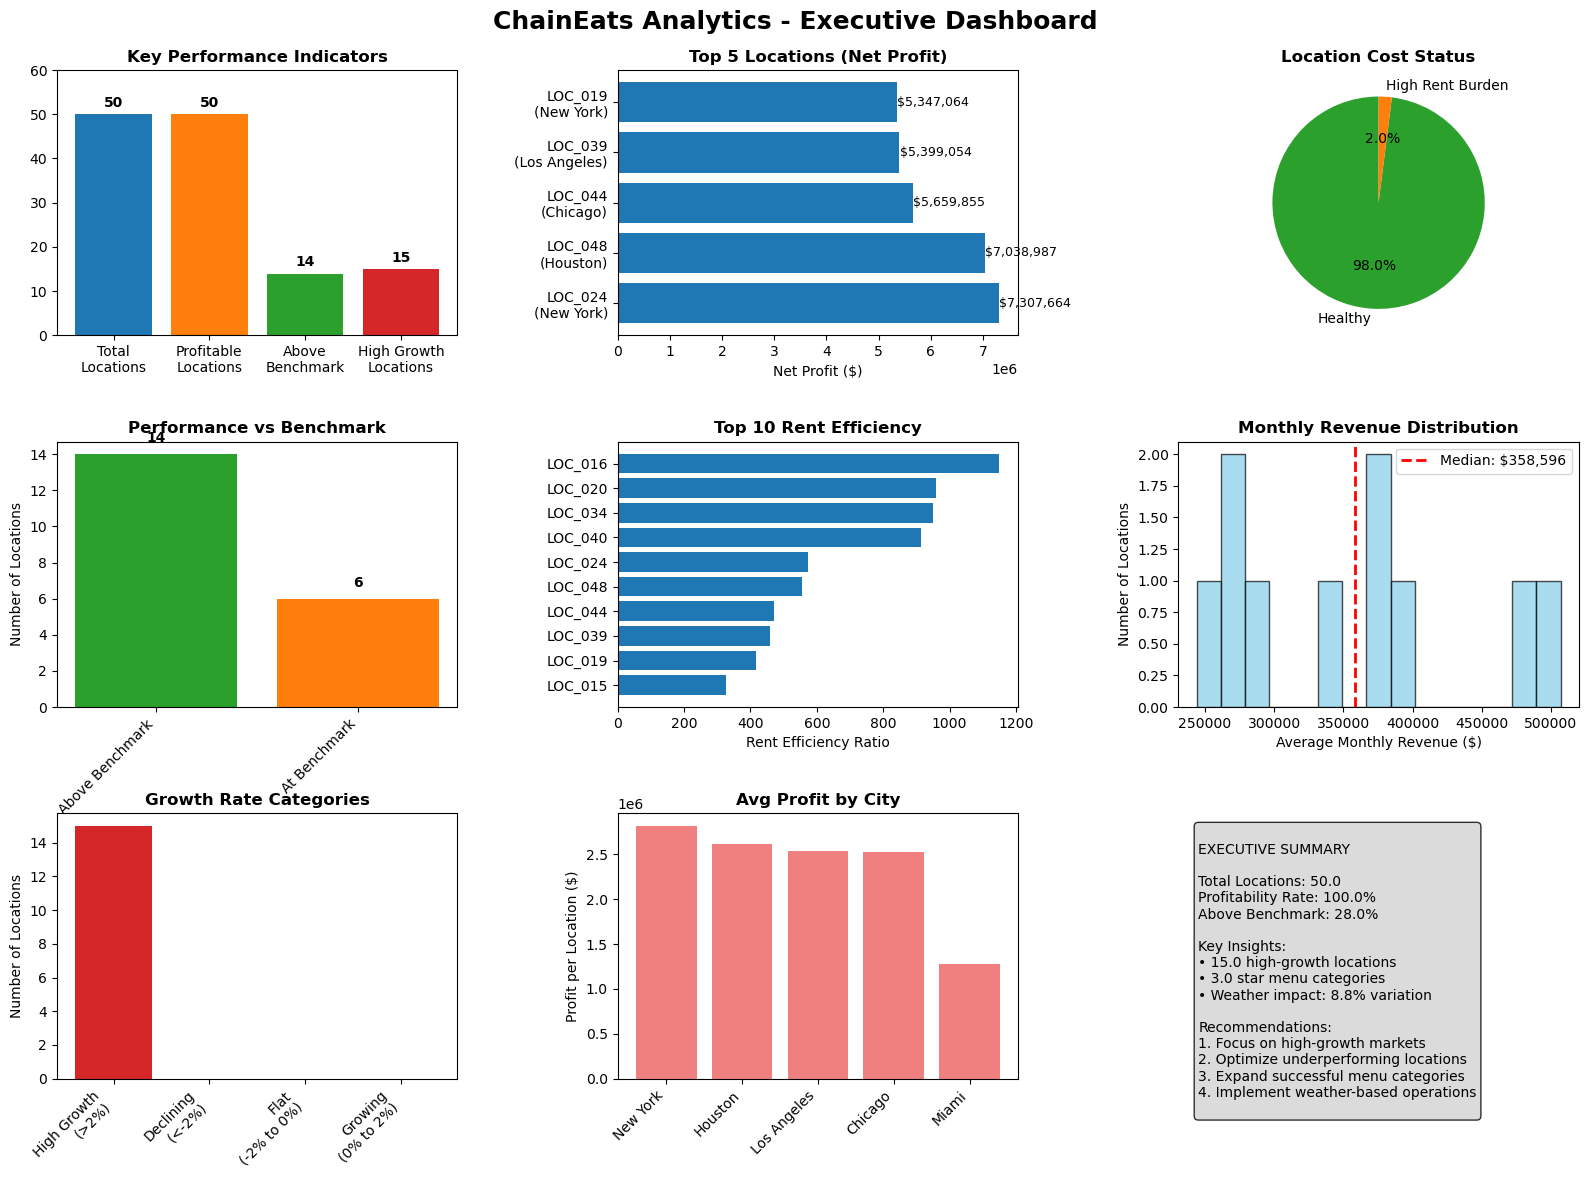 ChainEats Analytics - Executive Dashboard
Key Performance Indicators
60
50
40
30
20
10
0
50
50
14
15
Total
Locations
Profitable
Locations
Above
Benchmark
High Growth
Locations
Top 5 Locations (Net Profit)
LOC_019
(New York)
$5,347,064
LOC_039
(Los Angeles)
$5,399,054
LOC_044
(Chicago)
$5,659,855
LOC_048
(Houston)
$7,038,987
LOC_024
(New York)
$7,307,664
0 1 2 3 4 5 6 7
1e6
Net Profit ($)
Location Cost Status
High Rent Burden
2.0%
98.0%
Healthy
Performance vs Benchmark
14
6
14
12
10
8
6
4
2
0
Number of Locations
Above Benchmark
At Benchmark
Top 10 Rent Efficiency
LOC_016
LOC_020
LOC_034
LOC_040
LOC_024
LOC_048
LOC_044
LOC_039
LOC_019
LOC_015
0 200 400 600 800 1000 1200
Rent Efficiency Ratio
Monthly Revenue Distribution
Median: $358,596
2.00
1.75
1.50
1.25
1.00
0.75
0.50
0.25
0.00
Number of Locations
250000 300000 350000 400000 450000 500000
Average Monthly Revenue ($)
Growth Rate Categories
14
12
10
8
6
4
2
0
Number of Locations
High Growth
(>2%)
Declining
(<-2%)
Flat
(-2% to 0%)
Growing
(0% to 2%)
Avg Profit by City
1e6
2.5
2.0
1.5
1.0
0.5
0.0
Profit per Location ($)
New York
Houston
Los Angeles
Chicago
Miami
EXECUTIVE SUMMARY
Total Locations: 50.0
Profitability Rate: 100.0%
Above Benchmark: 28.0%
Key Insights:
• 15.0 high-growth locations
• 3.0 star menu categories
• Weather impact: 8.8% variation
Recommendations:
1. Focus on high-growth markets
2. Optimize underperforming locations
3. Expand successful menu categories
4. Implement weather-based operations